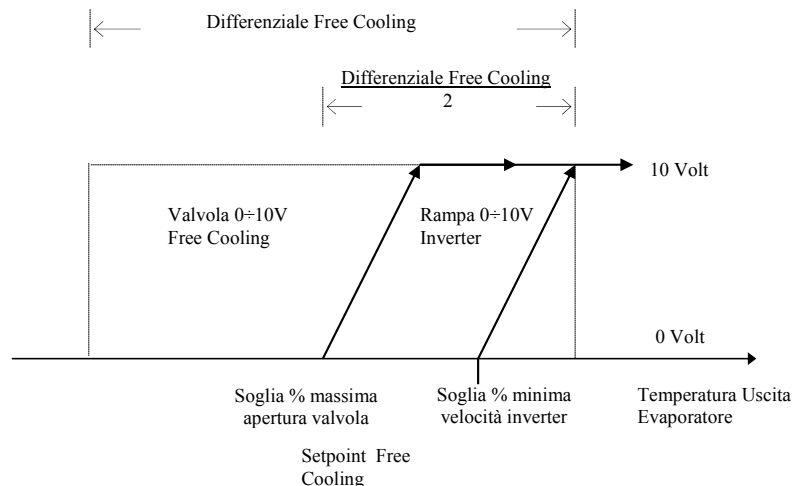 Differenziale Free Cooling
Differenziale Free Cooling
2
10 Volt
Valvola 0÷10V
Free Cooling
Rampa 0÷10V
Inverter
0 Volt
Soglia % massima
apertura valvola
Soglia % minima
velocità inverter
Temperatura Uscita
Evaporatore
Setpoint Free
Cooling